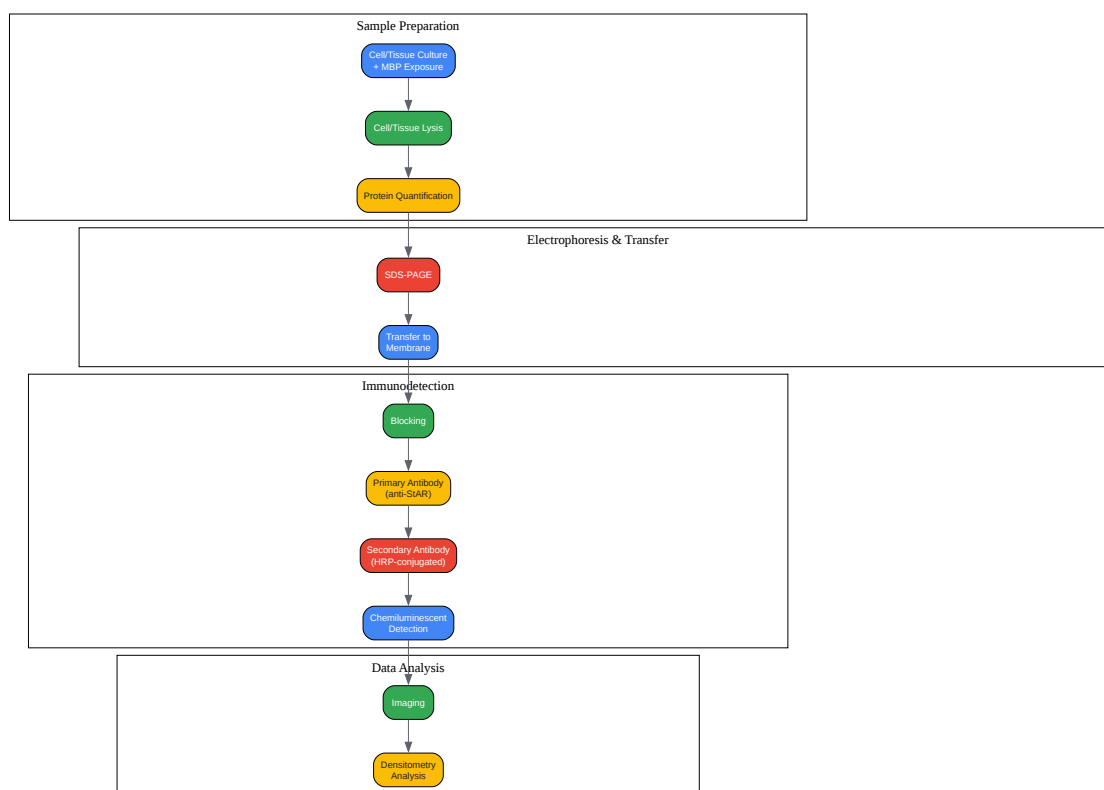 Sample Preparation
Cell/Tissue Culture
+ MBP Exposure
Cell/Tissue Lysis
Protein Quantification
Electrophoresis & Transfer
SDS-PAGE
Transfer to
Membrane
Immunodetection
Blocking
Primary Antibody
(anti-StAR)
Secondary Antibody
(HRP-conjugated)
Chemiluminescent
Detection
Data Analysis
Imaging
Densitometry
Analysis